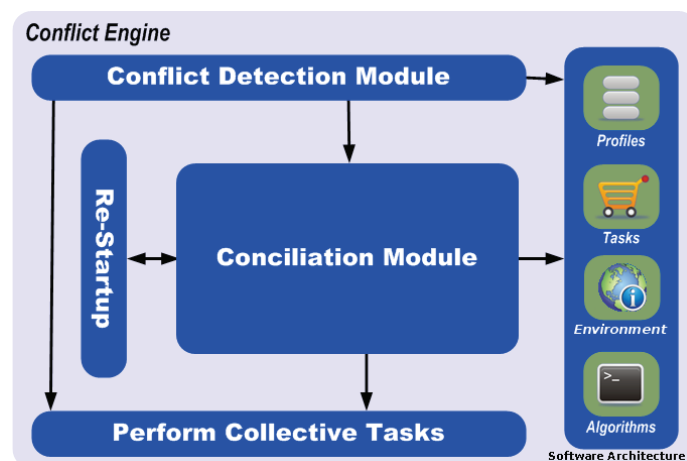 Conflict Engine
Conflict Detection Module
Re-Startup
Conciliation Module
Perform Collective Tasks
Profiles
Tasks
Environment
>_
Algorithms
Software Architecture